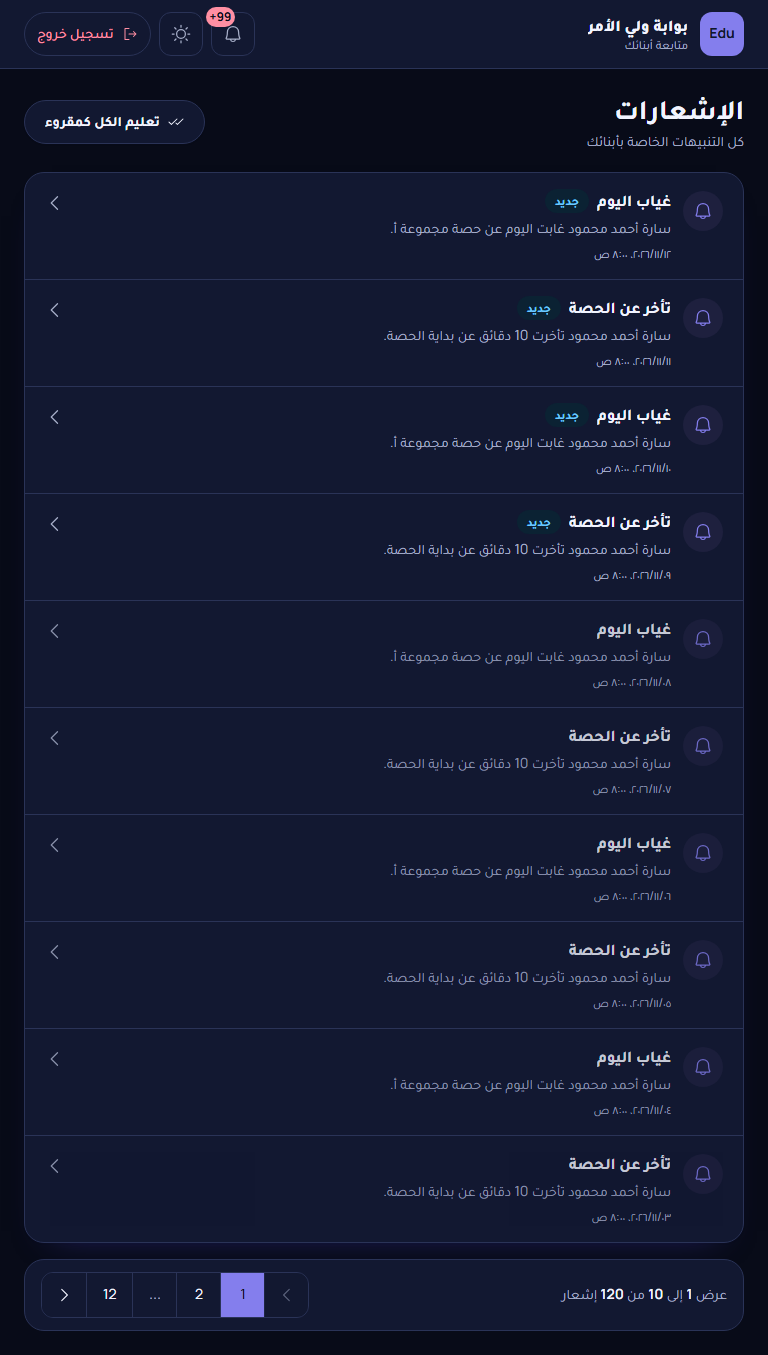 Edu
بوابة ولي الأمر
متابعة أبنائك
+99
تسجيل خروج
الإشعارات
كل التنبيهات الخاصة بأبنائك
تعليم الكل كمقروء
غياب اليوم جديد
سارة أحمد محمود غابت اليوم عن حصة مجموعة أ.
٢٠٢٦/١١/١٢، ٨:٠٠ ص
تأخر عن الحصة جديد
سارة أحمد محمود تأخرت 10 دقائق عن بداية الحصة.
٢٠٢٦/١١/١١، ٨:٠٠ ص
غياب اليوم جديد
سارة أحمد محمود غابت اليوم عن حصة مجموعة أ.
٢٠٢٦/١١/١٠، ٨:٠٠ ص
تأخر عن الحصة جديد
سارة أحمد محمود تأخرت 10 دقائق عن بداية الحصة.
٢٠٢٦/١١/٠٩، ٨:٠٠ ص
غياب اليوم
سارة أحمد محمود غابت اليوم عن حصة مجموعة أ.
٢٠٢٦/١١/٠٨، ٨:٠٠ ص
تأخر عن الحصة
سارة أحمد محمود تأخرت 10 دقائق عن بداية الحصة.
٢٠٢٦/١١/٠٧، ٨:٠٠ ص
غياب اليوم
سارة أحمد محمود غابت اليوم عن حصة مجموعة أ.
٢٠٢٦/١١/٠٦، ٨:٠٠ ص
تأخر عن الحصة
سارة أحمد محمود تأخرت 10 دقائق عن بداية الحصة.
٢٠٢٦/١١/٠٥، ٨:٠٠ ص
غياب اليوم
سارة أحمد محمود غابت اليوم عن حصة مجموعة أ.
٢٠٢٦/١١/٠٤، ٨:٠٠ ص
تأخر عن الحصة
سارة أحمد محمود تأخرت 10 دقائق عن بداية الحصة.
٢٠٢٦/١١/٠٣، ٨:٠٠ ص
عرض 1 إلى 10 من 120 إشعار
1 2 ... 12